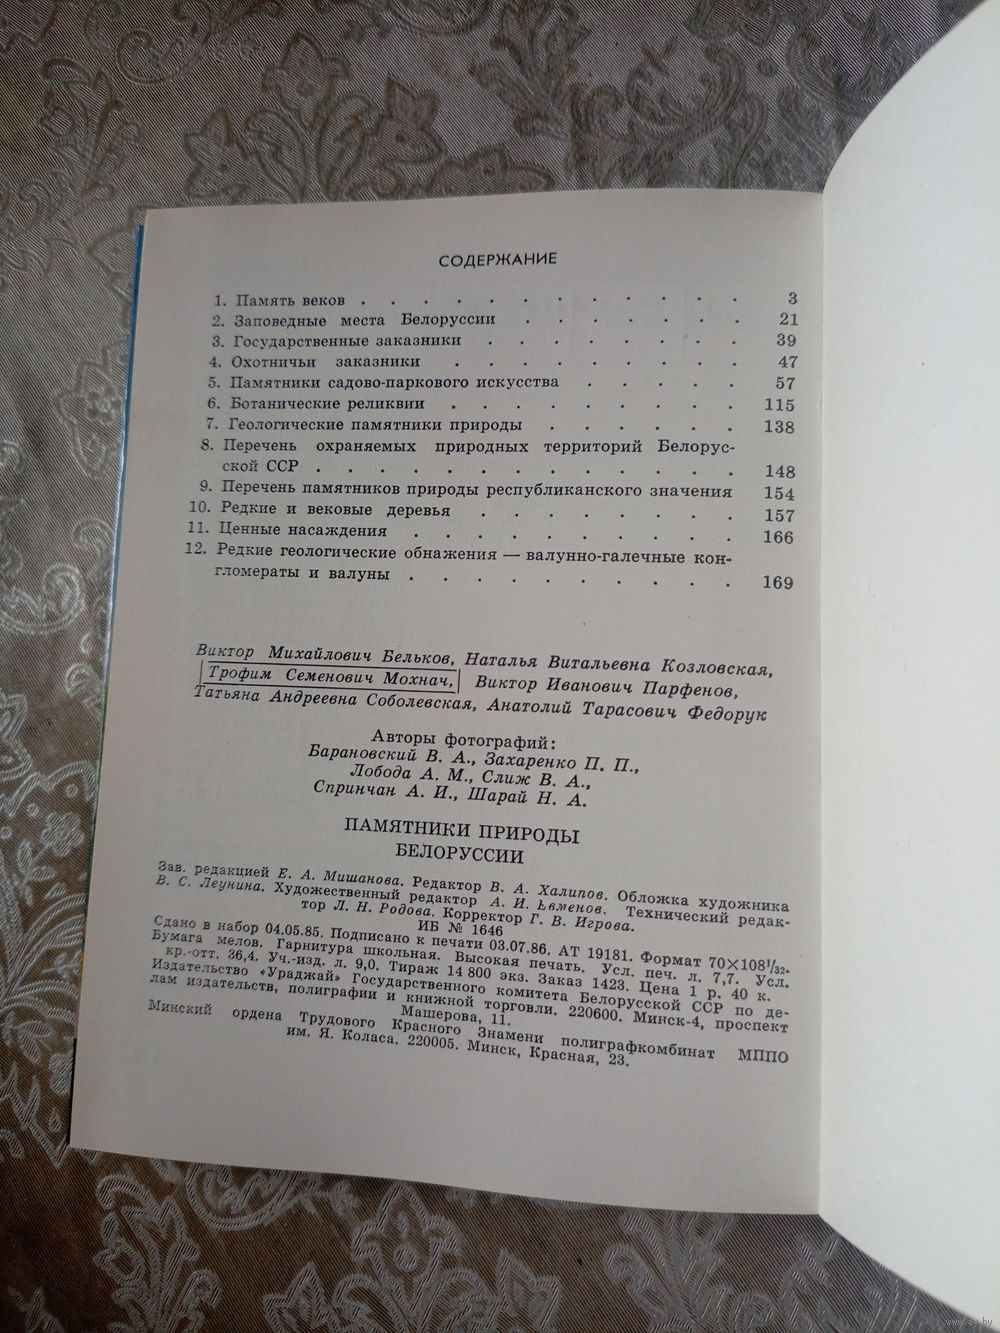 СОДЕРЖАНИЕ
1. Память веков . . . . . . . . . . . . 3
2. Заповедные места Белоруссии . . . . . . . 21
3. Государственные заказники . . . . . . . . 39
4. Охотничьи заказники . . . . . . . . . 47
5. Памятники садово-паркового искусства . . . . . 57
6. Ботанические реликвии . . . . . . . . . 115
7. Геологические памятники природы . . . . . . 138
8. Перечень охраняемых природных территорий Белорус-
ской ССР . . . . . . . . . . . . . 148
9. Перечень памятников природы республиканского значения 154
10. Редкие и вековые деревья . . . . . . . . 157
11. Ценные насаждения . . . . . . . . . . 166
12. Редкие геологические обнажения — валунно-галечные кон-
гломераты и валуны . . . . . . . . . . 169
Виктор Михайлович Бельков, Наталья Витальевна Козловская,
Трофим Семенович Мохнач, Виктор Иванович Парфенов,
Татьяна Андреевна Соболевская, Анатолий Тарасович Федорук
Авторы фотографий:
Барановский В. А., Захаренко П. П.,
Лобода А. М., Слиж В. А.,
Спринчан А. И., Шарай Н. А.
ПАМЯТНИКИ ПРИРОДЫ
БЕЛОРУССИИ
Зав. редакцией Е. А. Мишанова. Редактор В. А. Халипов. Обложка художника
В. С. Леунина. Художественный редактор А. И. Евменов. Технический редак-
тор Л. Н. Родова. Корректор Г. В. Игрова.
ИБ № 1646
Сдано в набор 04.05.85. Подписано к печати 03.07.86. АТ 19181. Формат 70×108¹/₃₂.
Бумага мелов. Гарнитура школьная. Высокая печать. Усл. печ. л. 7,7. Усл.
кр.-отт. 36,4. Уч.-изд. л. 9,0. Тираж 14 800 экз. Заказ 1423. Цена 1 р. 40 к.
Издательство «Ураджай» Государственного комитета Белорусской ССР по де-
лам издательств, полиграфии и книжной торговли. 220600. Минск-4, проспект
Машерова, 11.
Минский ордена Трудового Красного Знамени полиграфкомбинат МППО
им. Я. Коласа. 220005. Минск, Красная, 23.
www.ay.by